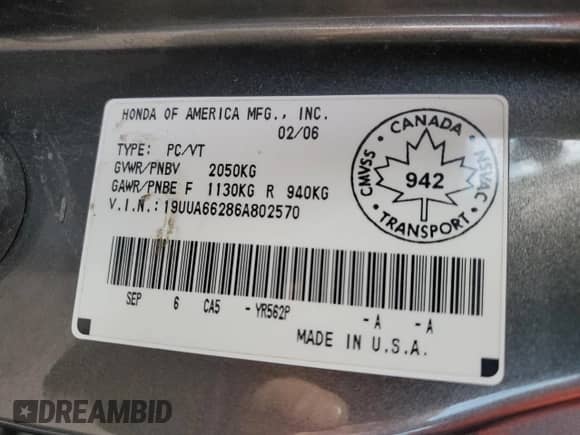 HONDA OF AMERICA MFG., INC.
02/06
TYPE: PC/VT
GVWR/PNBV 2050KG
GAWR/PNBE F 1130KG R 940KG
V.I.N.: 19UUA66286A802570
SEP 6 CA5 - YR562P -A -A
MADE IN U.S.A.
CANADA
CMVSS
NSVAC
942
TRANSPORT
DREAMBID